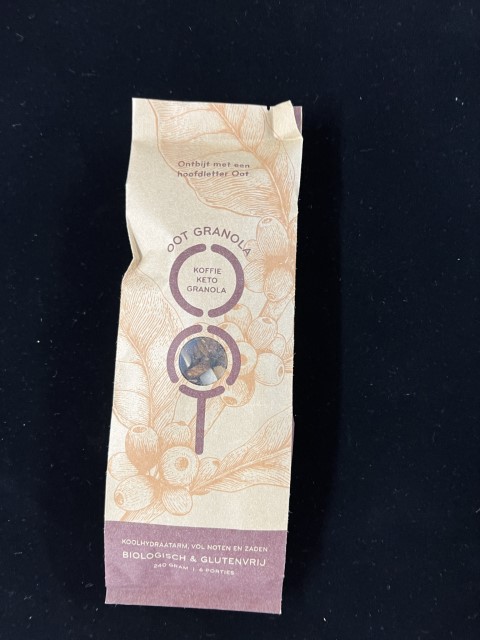 Ontbijt met een
hoofdletter Oot
OOT GRANOLA
KOFFIE
KETO
GRANOLA
OOT
KOOLHYDRAATARM, VOL NOTEN EN ZADEN
BIOLOGISCH & GLUTENVRIJ
240 GRAM | 6 PORTIES